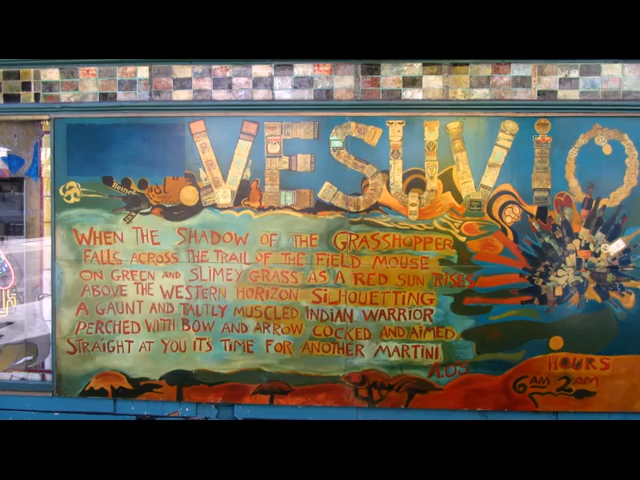 VESUVIO
WHEN THE SHADOW OF THE GRASSHOPPER
FALLS ACROSS THE TRAIL OF THE FIELD MOUSE
ON GREEN AND SLIMEY GRASS AS A RED SUN RISES
ABOVE THE WESTERN HORIZON SILHOUETTING
A GAUNT AND TAUTLY MUSCLED INDIAN WARRIOR
PERCHED WITH BOW AND ARROW COCKED AND AIMED
STRAIGHT AT YOU IT'S TIME FOR ANOTHER MARTINI.
HOURS
6AM 2AM